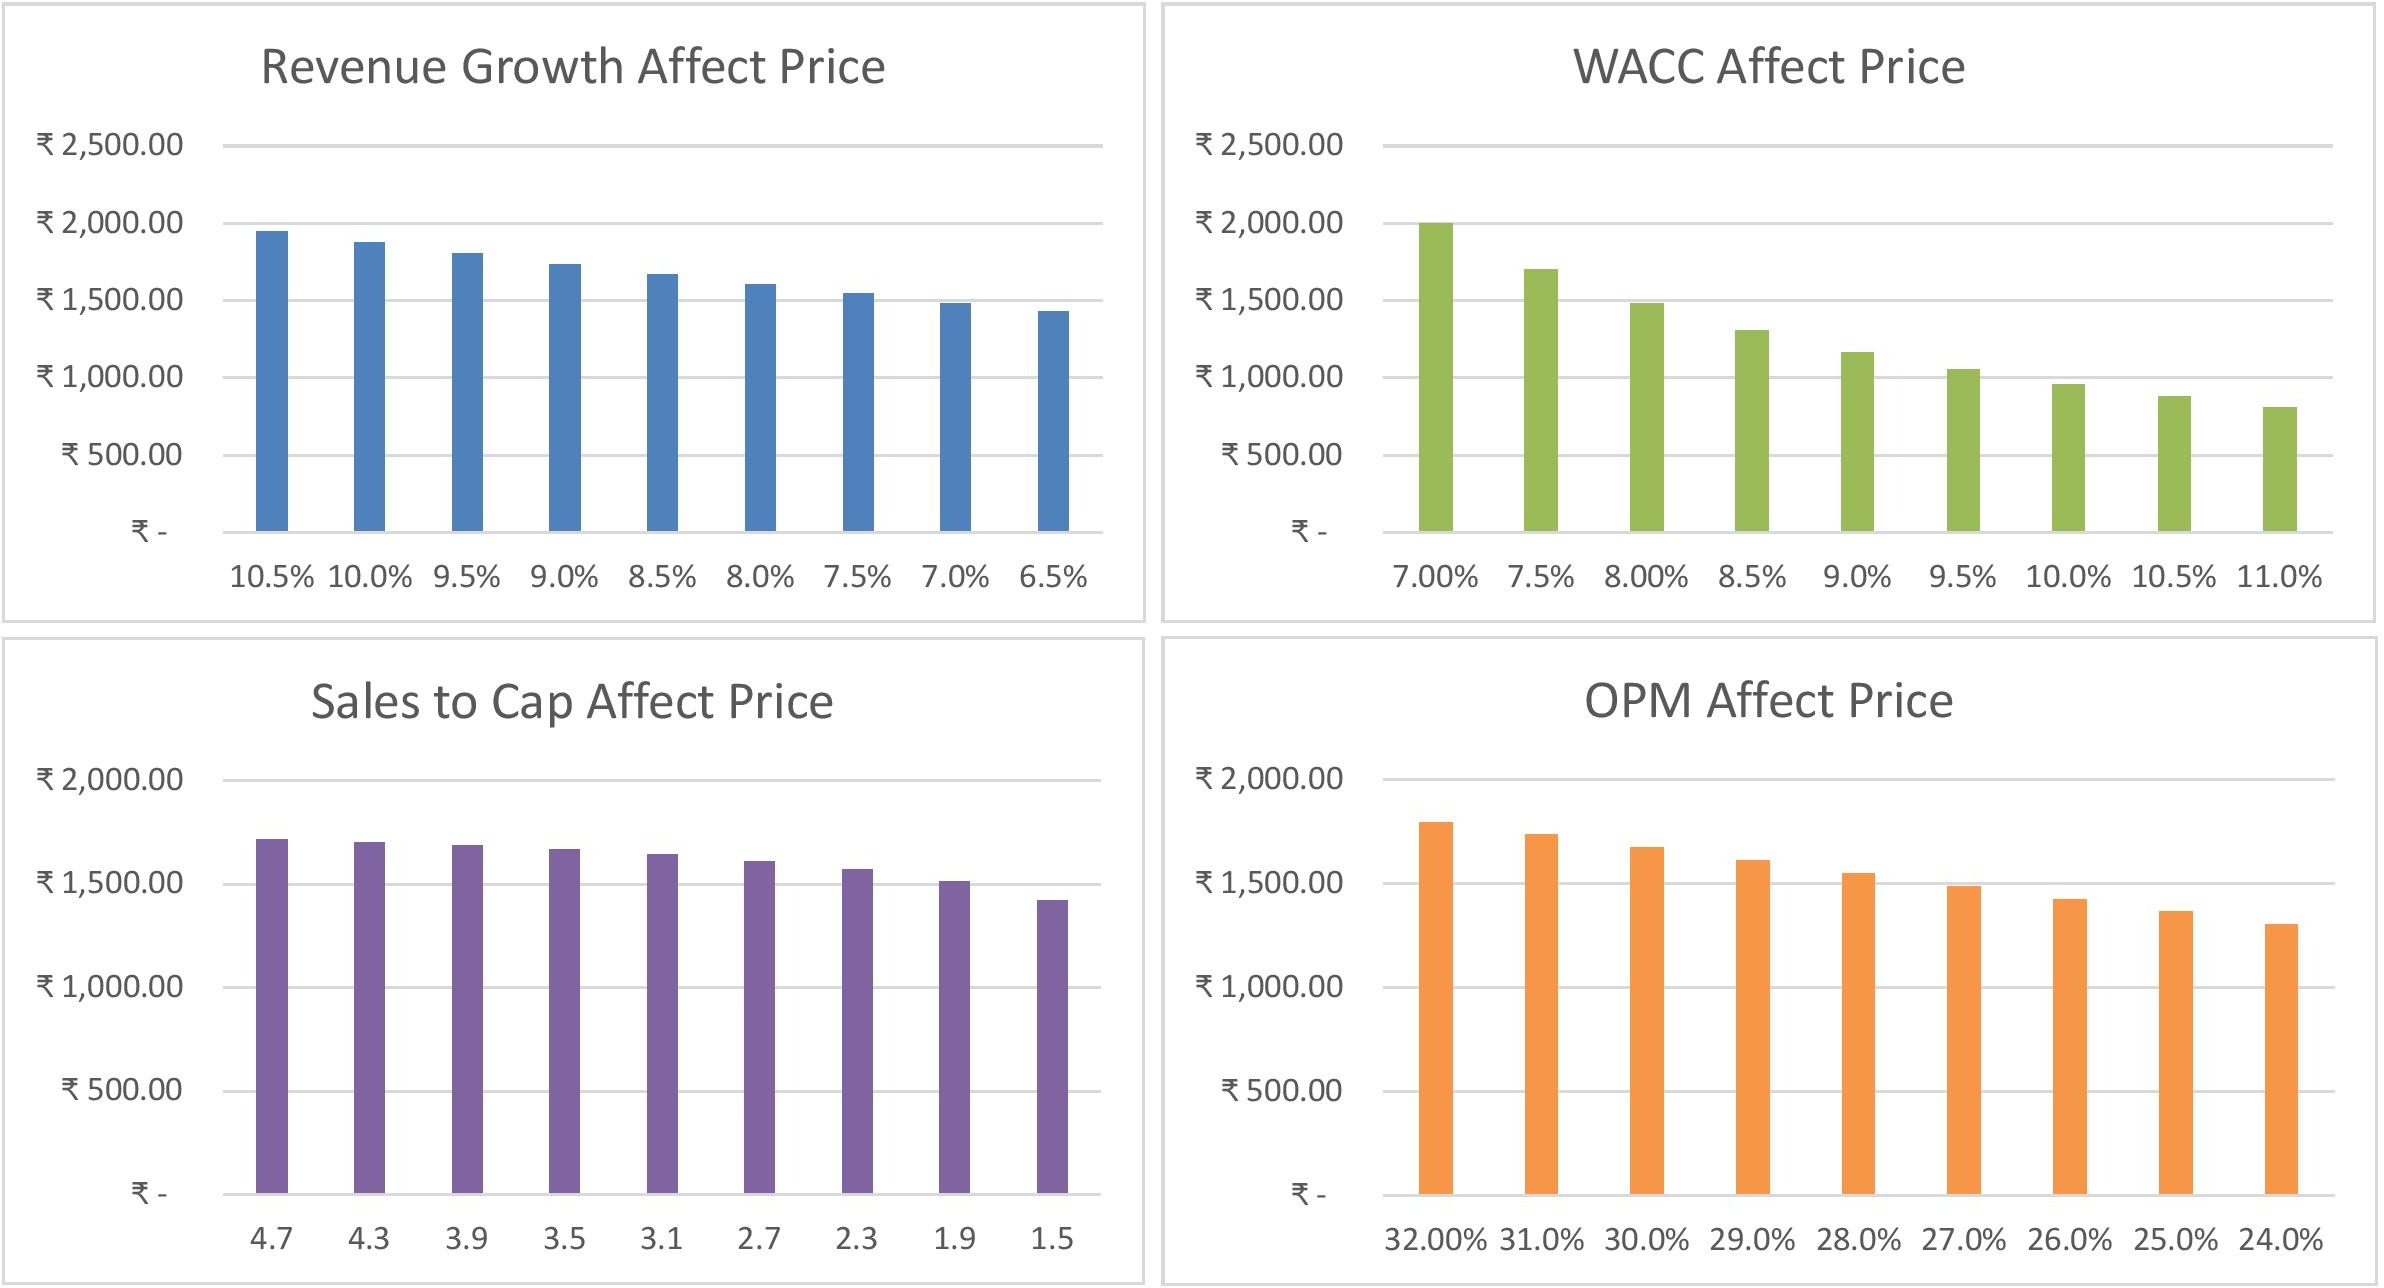 Revenue Growth Affect Price
₹ 2,500.00
₹ 2,000.00
₹ 1,500.00
₹ 1,000.00
₹ 500.00
₹ -
10.5% 10.0% 9.5% 9.0% 8.5% 8.0% 7.5% 7.0% 6.5%
WACC Affect Price
₹ 2,500.00
₹ 2,000.00
₹ 1,500.00
₹ 1,000.00
₹ 500.00
₹ -
7.00% 7.5% 8.00% 8.5% 9.0% 9.5% 10.0% 10.5% 11.0%
Sales to Cap Affect Price
₹ 2,000.00
₹ 1,500.00
₹ 1,000.00
₹ 500.00
₹ -
4.7 4.3 3.9 3.5 3.1 2.7 2.3 1.9 1.5
OPM Affect Price
₹ 2,000.00
₹ 1,500.00
₹ 1,000.00
₹ 500.00
₹ -
32.00% 31.0% 30.0% 29.0% 28.0% 27.0% 26.0% 25.0% 24.0%